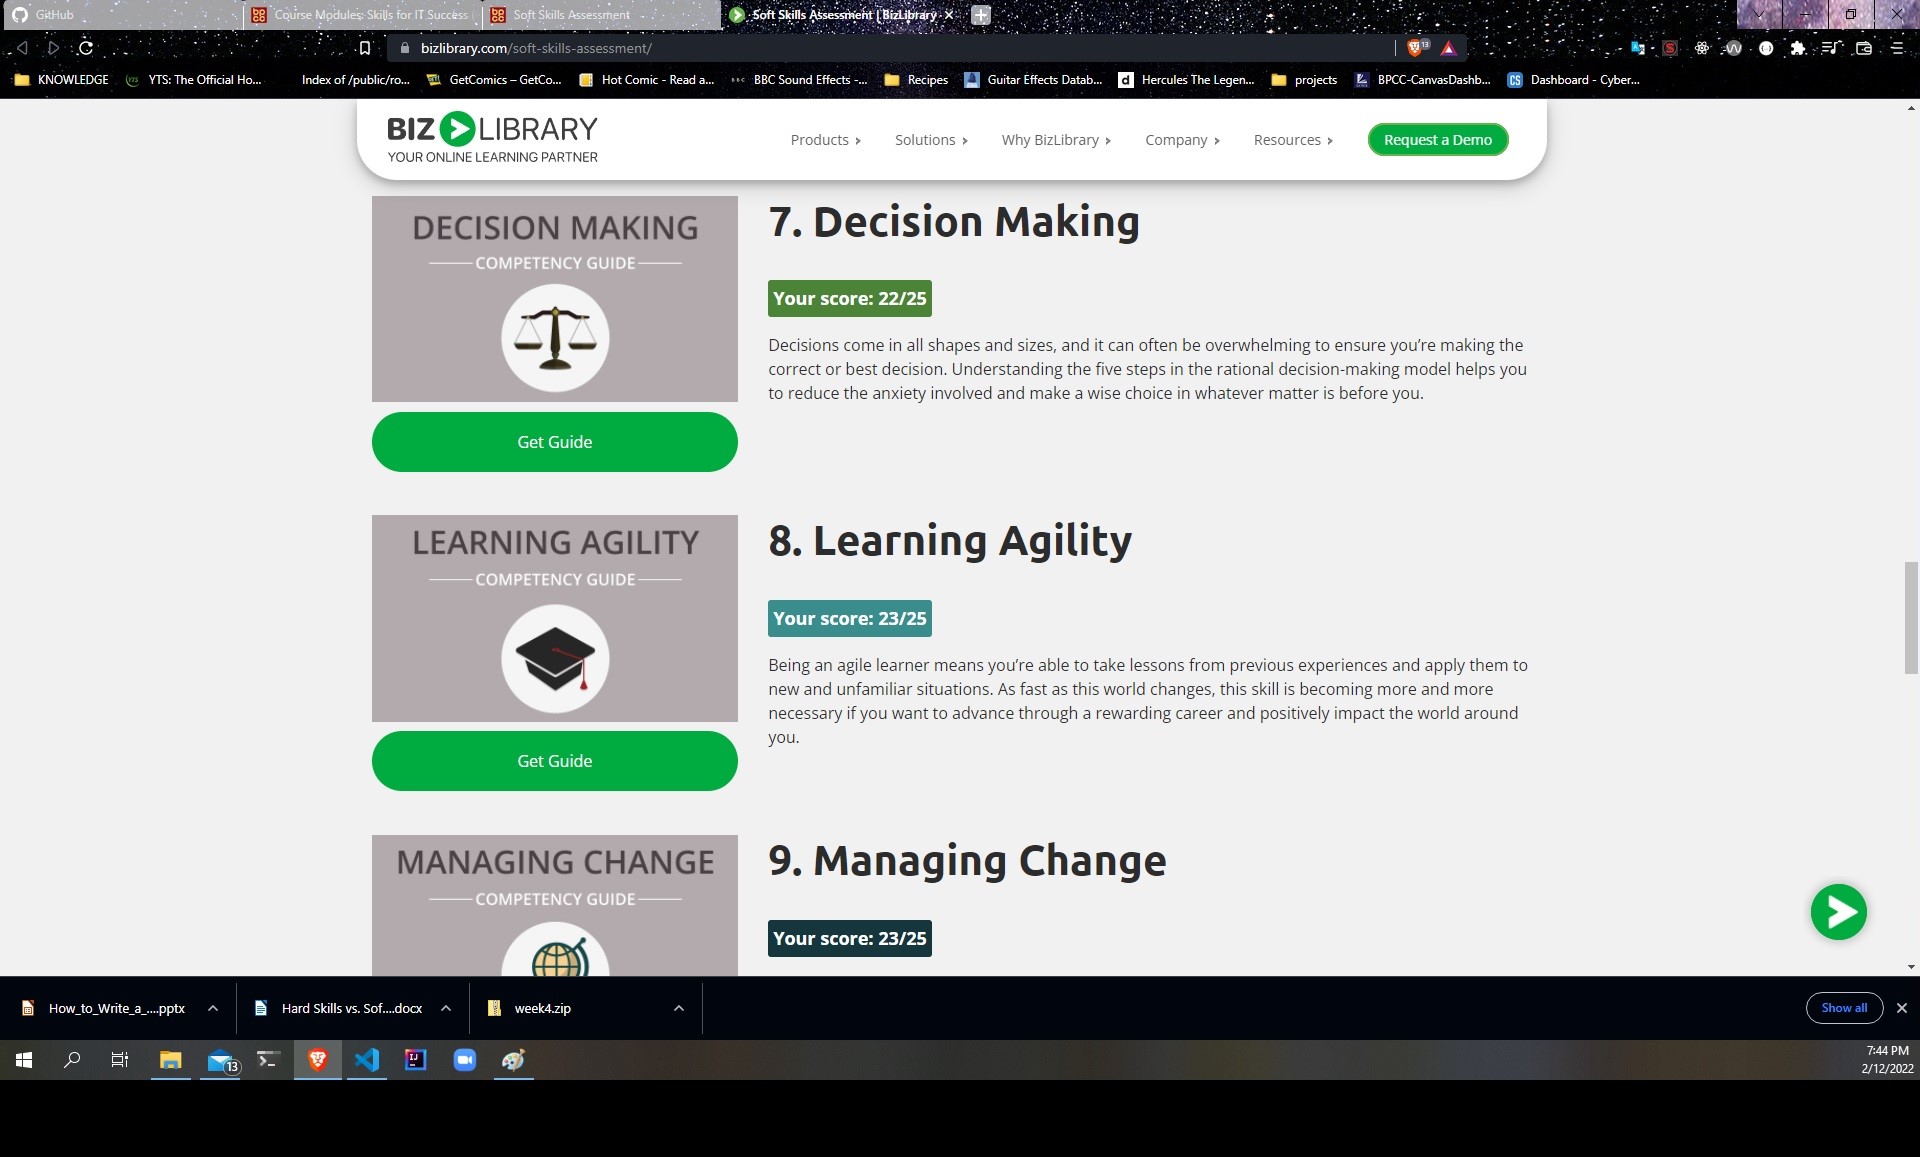 GitHub
Course Modules: Skills for IT Success
Soft Skills Assessment
Soft Skills Assessment | BizLibrary
bizlibrary.com/soft-skills-assessment/
13
KNOWLEDGE
YTS: The Official Ho...
Index of /public/ro...
GetComics – GetCo...
Hot Comic - Read a...
BBC Sound Effects -...
Recipes
Guitar Effects Datab...
Hercules The Legen...
projects
BPCC-CanvasDashb...
CS
Dashboard - Cyber...
BIZ LIBRARY
YOUR ONLINE LEARNING PARTNER
Products
Solutions
Why BizLibrary
Company
Resources
Request a Demo
DECISION MAKING
COMPETENCY GUIDE
Get Guide
7. Decision Making
Your score: 22/25
Decisions come in all shapes and sizes, and it can often be overwhelming to ensure you’re making the
correct or best decision. Understanding the five steps in the rational decision-making model helps you
to reduce the anxiety involved and make a wise choice in whatever matter is before you.
LEARNING AGILITY
COMPETENCY GUIDE
Get Guide
8. Learning Agility
Your score: 23/25
Being an agile learner means you’re able to take lessons from previous experiences and apply them to
new and unfamiliar situations. As fast as this world changes, this skill is becoming more and more
necessary if you want to advance through a rewarding career and positively impact the world around
you.
MANAGING CHANGE
COMPETENCY GUIDE
9. Managing Change
Your score: 23/25
How_to_Write_a_....pptx
Hard Skills vs. Sof....docx
week4.zip
Show all
13
IJ
7:44 PM
2/12/2022